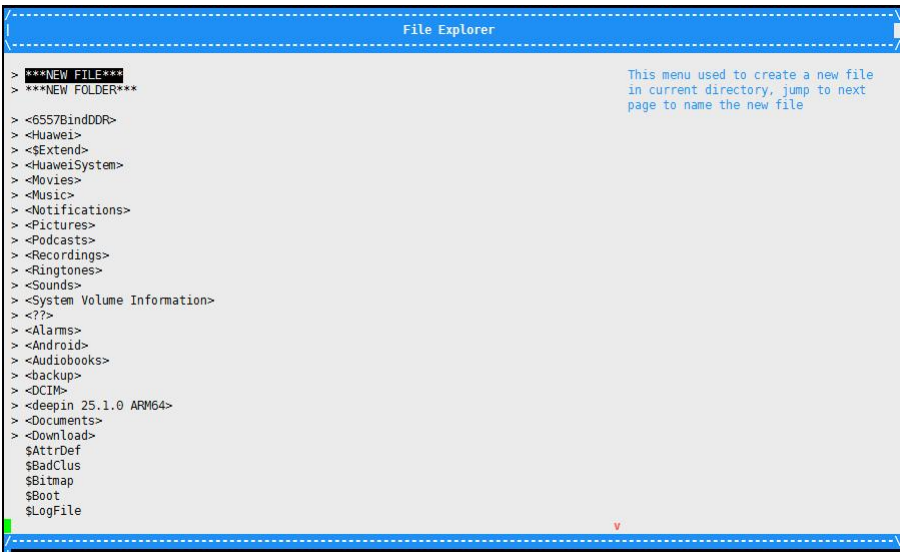 File Explorer
> ***NEW FILE***
> ***NEW FOLDER***
This menu used to create a new file
in current directory, jump to next
page to name the new file
> <6557BindDDR>
> <Huawei>
> <$Extend>
> <HuaweiSystem>
> <Movies>
> <Music>
> <Notifications>
> <Pictures>
> <Podcasts>
> <Recordings>
> <Ringtones>
> <Sounds>
> <System Volume Information>
> <??>
> <Alarms>
> <Android>
> <Audiobooks>
> <backup>
> <DCIM>
> <deepin 25.1.0 ARM64>
> <Documents>
> <Download>
$AttrDef
$BadClus
$Bitmap
$Boot
$LogFile
v